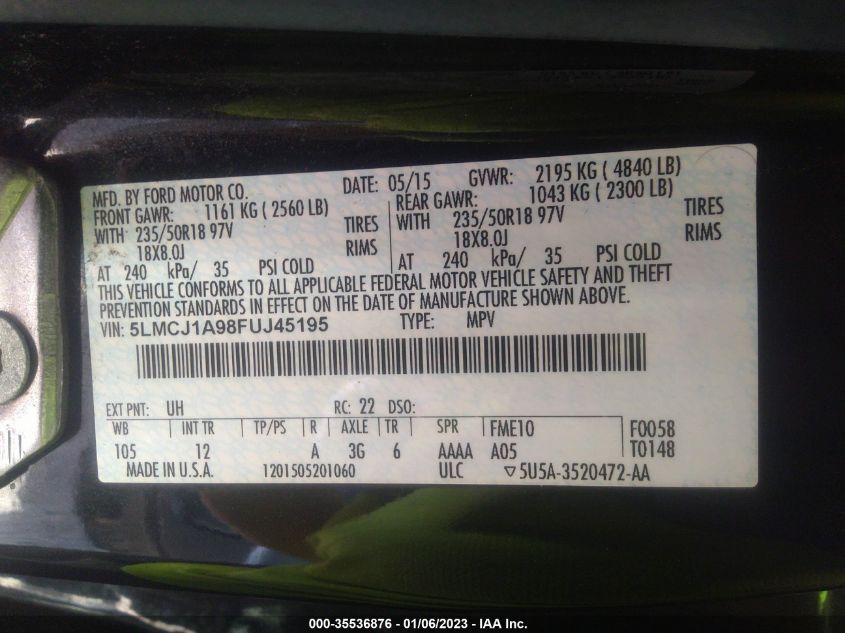 MFD. BY FORD MOTOR CO. DATE: 05/15 GVWR: 2195 KG ( 4840 LB)
FRONT GAWR: 1161 KG ( 2560 LB) REAR GAWR: 1043 KG ( 2300 LB)
WITH 235/50R18 97V TIRES WITH 235/50R18 97V TIRES
18X8.0J RIMS 18X8.0J RIMS
AT 240 kPa/ 35 PSI COLD AT 240 kPa/ 35 PSI COLD
THIS VEHICLE CONFORMS TO ALL APPLICABLE FEDERAL MOTOR VEHICLE SAFETY AND THEFT
PREVENTION STANDARDS IN EFFECT ON THE DATE OF MANUFACTURE SHOWN ABOVE.
VIN: 5LMCJ1A98FUJ45195 TYPE: MPV
EXT PNT: UH RC: 22 DSO:
WB INT TR TP/PS R AXLE TR SPR FME10 F0058
105 12 A 3G 6 AAAA A05 T0148
MADE IN U.S.A. 1201505201060 ULC ▽5U5A-3520472-AA
000-35536876 - 01/06/2023 - IAA Inc.